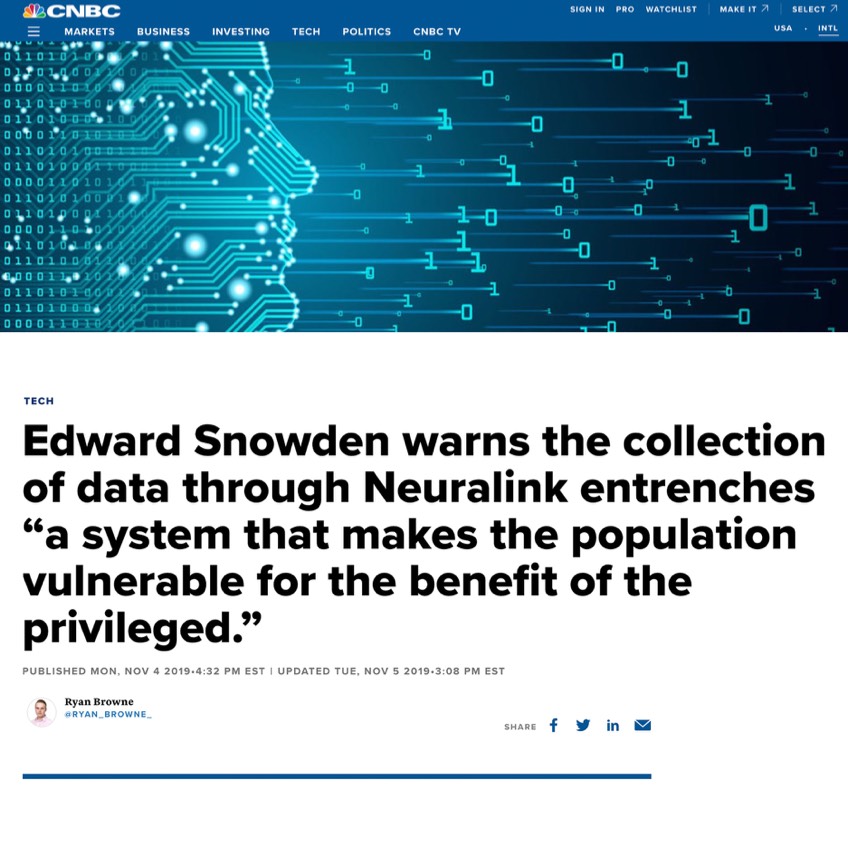 CNBC
SIGN IN PRO WATCHLIST MAKE IT SELECT
MARKETS BUSINESS INVESTING TECH POLITICS CNBC TV
USA · INTL
TECH
Edward Snowden warns the collection
of data through Neuralink entrenches
“a system that makes the population
vulnerable for the benefit of the
privileged.”
PUBLISHED MON, NOV 4 2019•4:32 PM EST | UPDATED TUE, NOV 5 2019•3:08 PM EST
Ryan Browne
@RYAN_BROWNE_
SHARE